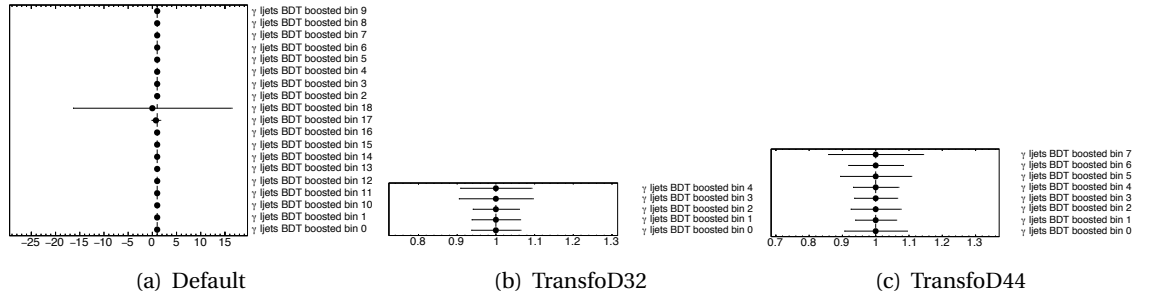 γ ljets BDT boosted bin 9
γ ljets BDT boosted bin 8
γ ljets BDT boosted bin 7
γ ljets BDT boosted bin 6
γ ljets BDT boosted bin 5
γ ljets BDT boosted bin 4
γ ljets BDT boosted bin 3
γ ljets BDT boosted bin 2
γ ljets BDT boosted bin 18
γ ljets BDT boosted bin 17
γ ljets BDT boosted bin 16
γ ljets BDT boosted bin 15
γ ljets BDT boosted bin 14
γ ljets BDT boosted bin 13
γ ljets BDT boosted bin 12
γ ljets BDT boosted bin 11
γ ljets BDT boosted bin 10
γ ljets BDT boosted bin 1
γ ljets BDT boosted bin 0
−25 −20 −15 −10 −5 0 5 10 15
(a) Default
γ ljets BDT boosted bin 4
γ ljets BDT boosted bin 3
γ ljets BDT boosted bin 2
γ ljets BDT boosted bin 1
γ ljets BDT boosted bin 0
0.8 0.9 1 1.1 1.2 1.3
(b) TransfoD32
γ ljets BDT boosted bin 7
γ ljets BDT boosted bin 6
γ ljets BDT boosted bin 5
γ ljets BDT boosted bin 4
γ ljets BDT boosted bin 3
γ ljets BDT boosted bin 2
γ ljets BDT boosted bin 1
γ ljets BDT boosted bin 0
0.7 0.8 0.9 1 1.1 1.2 1.3
(c) TransfoD44